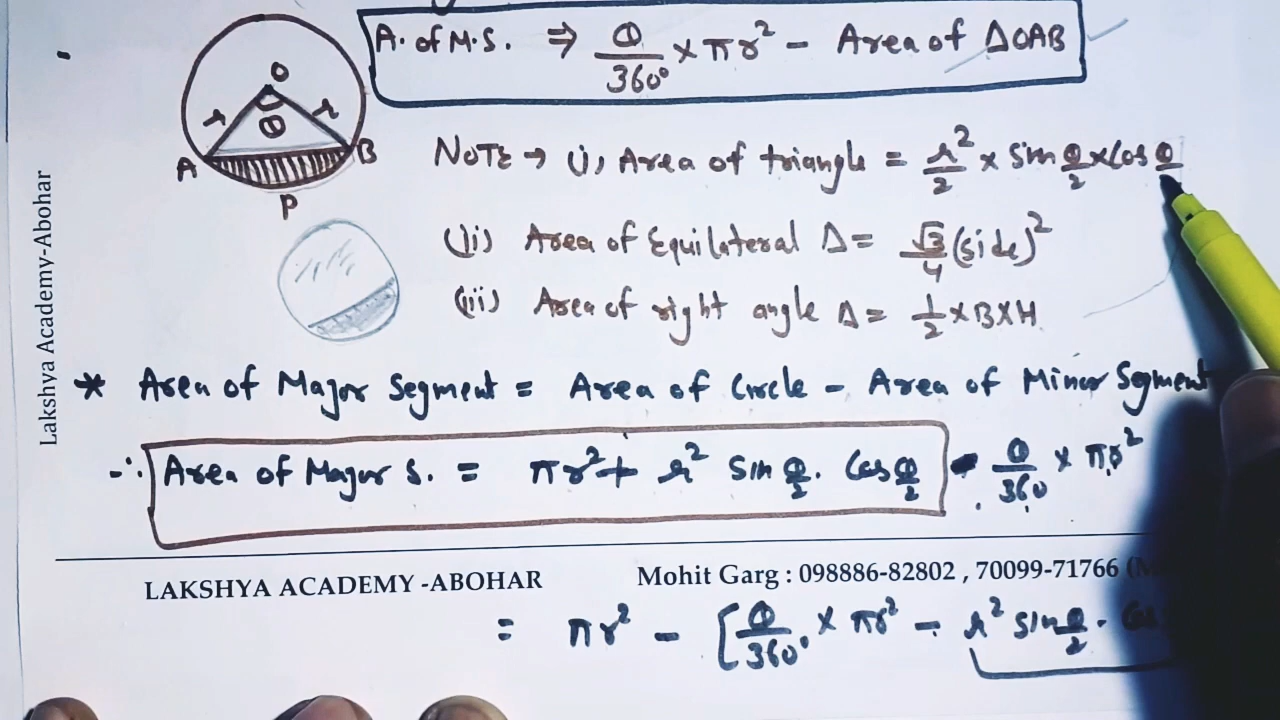 A. of M.S. ⇒ θ/360° × πr² − Area of ΔOAB
O
r r
θ
A B
P
NOTE → (i) Area of triangle = r²/2 × Sin θ/2 × Cos θ/2
(ii) Area of Equilateral Δ = √3/4 (side)²
(iii) Area of right angle Δ = 1/2 × B × H
* Area of Major Segment = Area of Circle − Area of Minor Segment
∴ Area of Major S. = πr² + r² Sin θ/2 . Cos θ/2 - θ/360 × πr²
LAKSHYA ACADEMY -ABOHAR Mohit Garg : 098886-82802 , 70099-71766
= πr² − [θ/360° × πr² − r² Sin θ/2 .
Lakshya Academy-Abohar